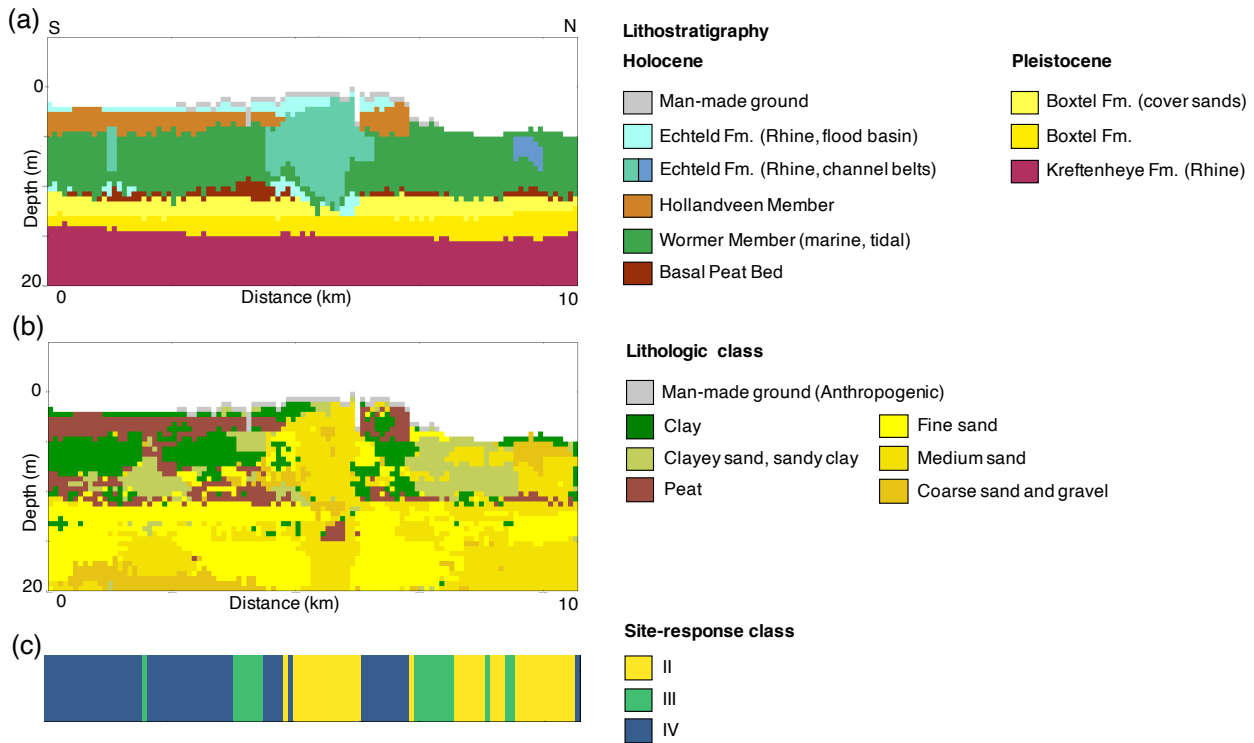 (a)
S
N
0
Depth (m)
20
0
Distance (km)
10
Lithostratigraphy
Holocene
Man-made ground
Echteld Fm. (Rhine, flood basin)
Echteld Fm. (Rhine, channel belts)
Hollandveen Member
Wormer Member (marine, tidal)
Basal Peat Bed
Pleistocene
Boxtel Fm. (cover sands)
Boxtel Fm.
Kreftenheye Fm. (Rhine)
(b)
0
Depth (m)
20
0
Distance (km)
10
Lithologic class
Man-made ground (Anthropogenic)
Clay
Clayey sand, sandy clay
Peat
Fine sand
Medium sand
Coarse sand and gravel
(c)
Site-response class
II
III
IV